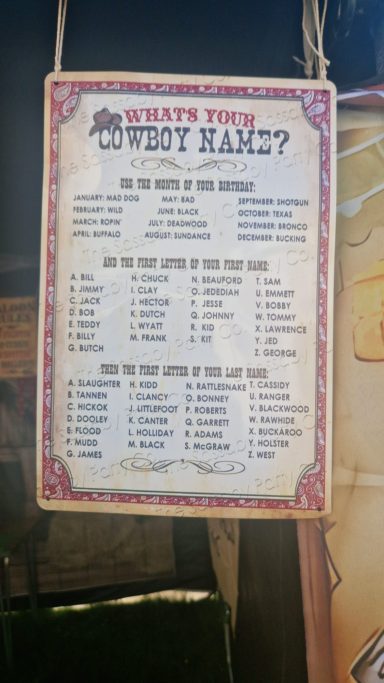 WHAT'S YOUR
COWBOY NAME?
USE THE MONTH OF YOUR BIRTHDAY:
JANUARY: MAD DOG
FEBRUARY: WILD
MARCH: ROPIN'
APRIL: BUFFALO
MAY: BAD
JUNE: BLACK
JULY: DEADWOOD
AUGUST: SUNDANCE
SEPTEMBER: SHOTGUN
OCTOBER: TEXAS
NOVEMBER: BRONCO
DECEMBER: BUCKING
AND THE FIRST LETTER OF YOUR FIRST NAME:
A. BILL
B. JIMMY
C. JACK
D. BOB
E. TEDDY
F. BILLY
G. BUTCH
H. CHUCK
I. CLAY
J. HECTOR
K. DUTCH
L. WYATT
M. FRANK
N. BEAUFORD
O. JEDEDIAH
P. JESSE
Q. JOHNNY
R. KID
S. KIT
T. SAM
U. EMMETT
V. BOBBY
W. TOMMY
X. LAWRENCE
Y. JED
Z. GEORGE
THEN THE FIRST LETTER OF YOUR LAST NAME:
A. SLAUGHTER
B. TANNEN
C. HICKOK
D. DOOLEY
E. FLOOD
F. MUDD
G. JAMES
H. KIDD
I. CLANCY
J. LITTLEFOOT
K. CANTER
L. HOLLIDAY
M. BLACK
N. RATTLESNAKE
O. BONNEY
P. ROBERTS
Q. GARRETT
R. ADAMS
S. McGRAW
T. CASSIDY
U. RANGER
V. BLACKWOOD
W. RAWHIDE
X. BUCKAROO
Y. HOLSTER
Z. WEST